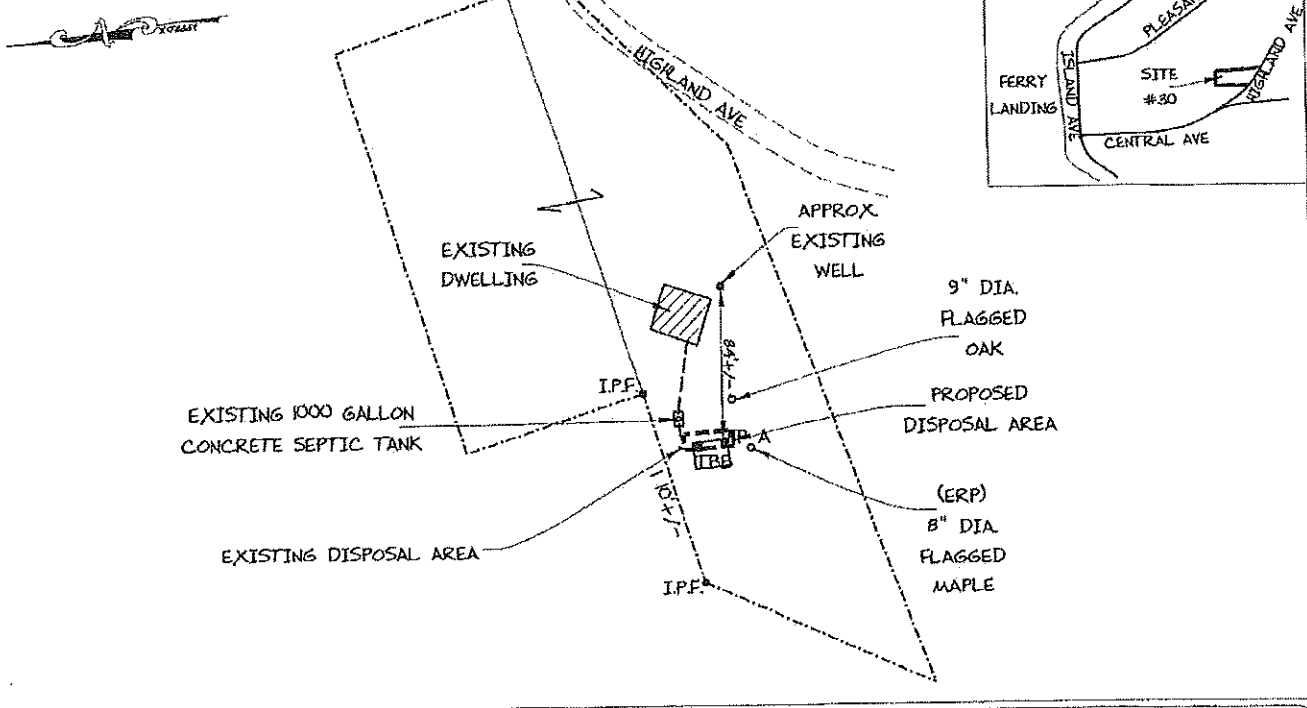 HIGHLAND AVE
PLEASAN
HIGHLAND AVE.
ISLAND AVE
FERRY
LANDING
SITE
#30
CENTRAL AVE
APPROX.
EXISTING
WELL
EXISTING
DWELLING
9" DIA.
FLAGGED
OAK
84'+/-
I.P.F.
PROPOSED
DISPOSAL AREA
EXISTING 1000 GALLON
CONCRETE SEPTIC TANK
A
10'+/-
(ERP)
8" DIA.
FLAGGED
MAPLE
EXISTING DISPOSAL AREA
I.P.F.